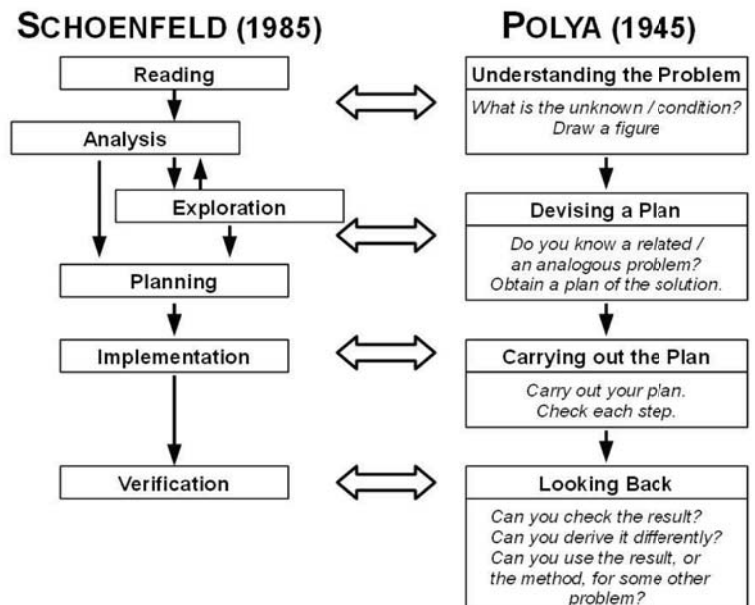 SCHOENFELD (1985)
Reading
Analysis
Exploration
Planning
Implementation
Verification
POLYA (1945)
Understanding the Problem
What is the unknown / condition?
Draw a figure
Devising a Plan
Do you know a related /
an analogous problem?
Obtain a plan of the solution.
Carrying out the Plan
Carry out your plan.
Check each step.
Looking Back
Can you check the result?
Can you derive it differently?
Can you use the result, or
the method, for some other
problem?